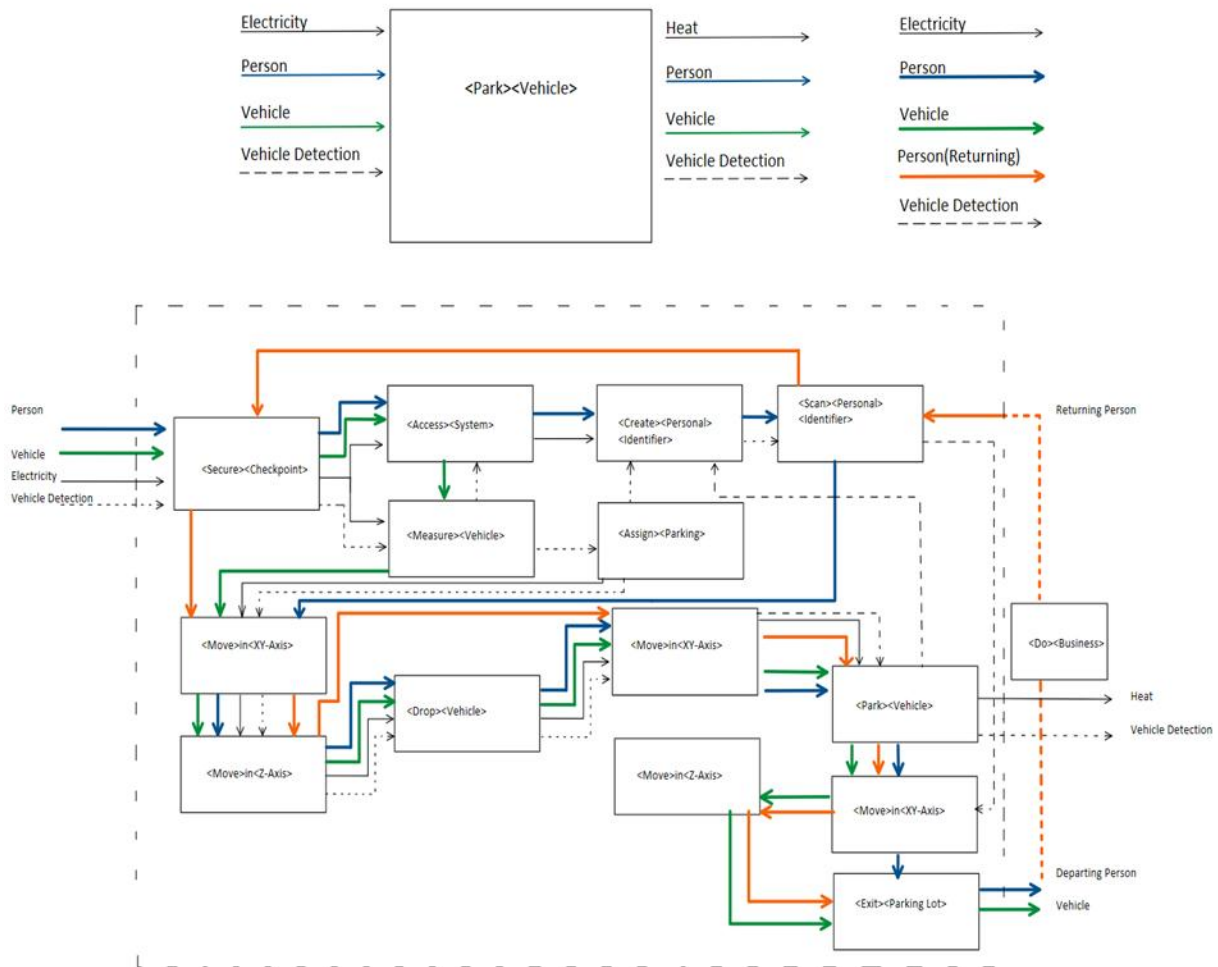 Electricity
Person
Vehicle
Vehicle Detection
<Park><Vehicle>
Heat
Person
Vehicle
Vehicle Detection
Electricity
Person
Vehicle
Person(Returning)
Vehicle Detection
Person
Vehicle
Electricity
Vehicle Detection
<Secure><Checkpoint>
<Access><System>
<Create><Personal>
<Identifier>
<Scan><Personal>
<Identifier>
Returning Person
<Measure><Vehicle>
<Assign><Parking>
<Move>in<XY-Axis>
<Move>in<XY-Axis>
<Do><Business>
<Drop><Vehicle>
<Park><Vehicle>
Heat
Vehicle Detection
<Move>in<Z-Axis>
<Move>in<Z-Axis>
<Move>in<XY-Axis>
<Exit><Parking Lot>
Departing Person
Vehicle